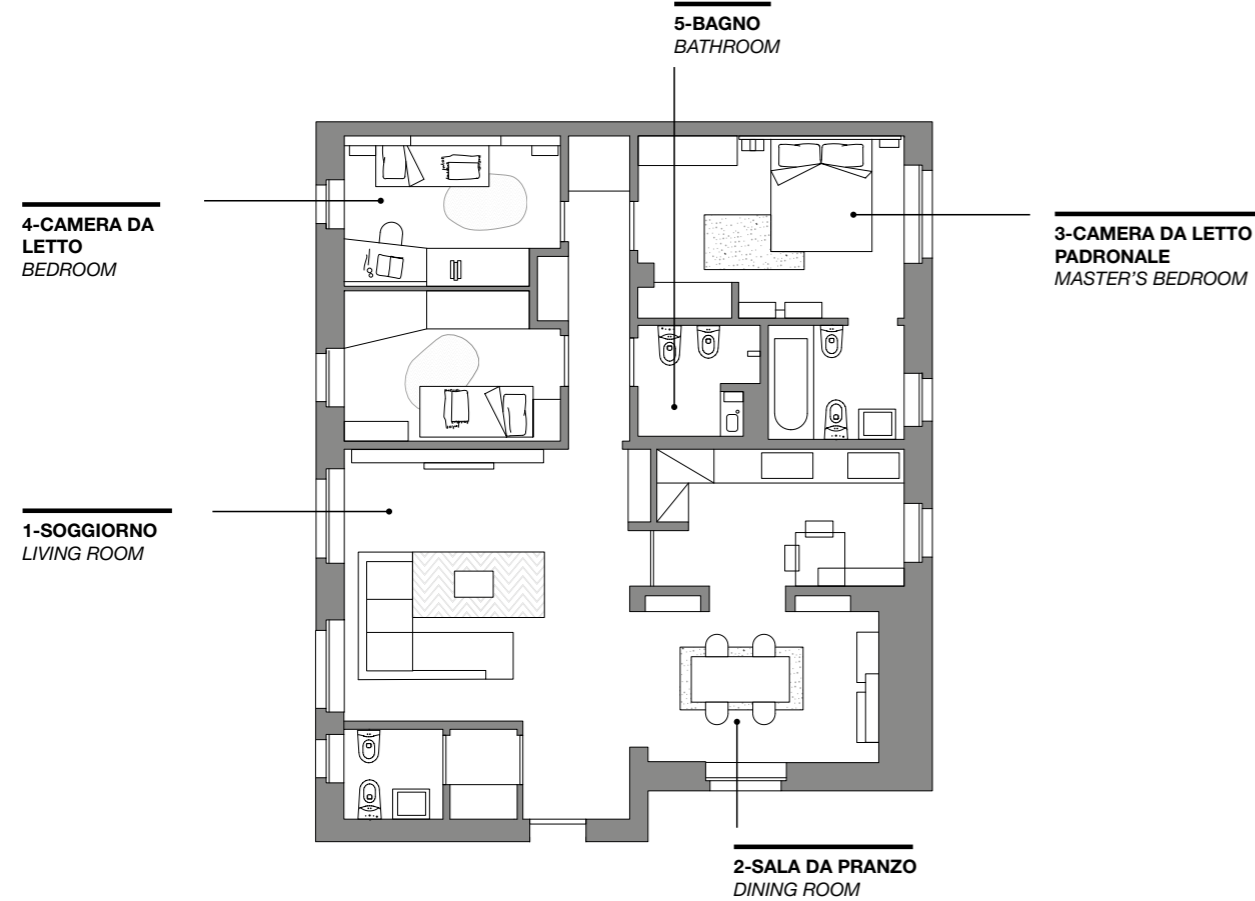 5-BAGNO
BATHROOM
4-CAMERA DA
LETTO
BEDROOM
3-CAMERA DA LETTO
PADRONALE
MASTER'S BEDROOM
1-SOGGIORNO
LIVING ROOM
2-SALA DA PRANZO
DINING ROOM